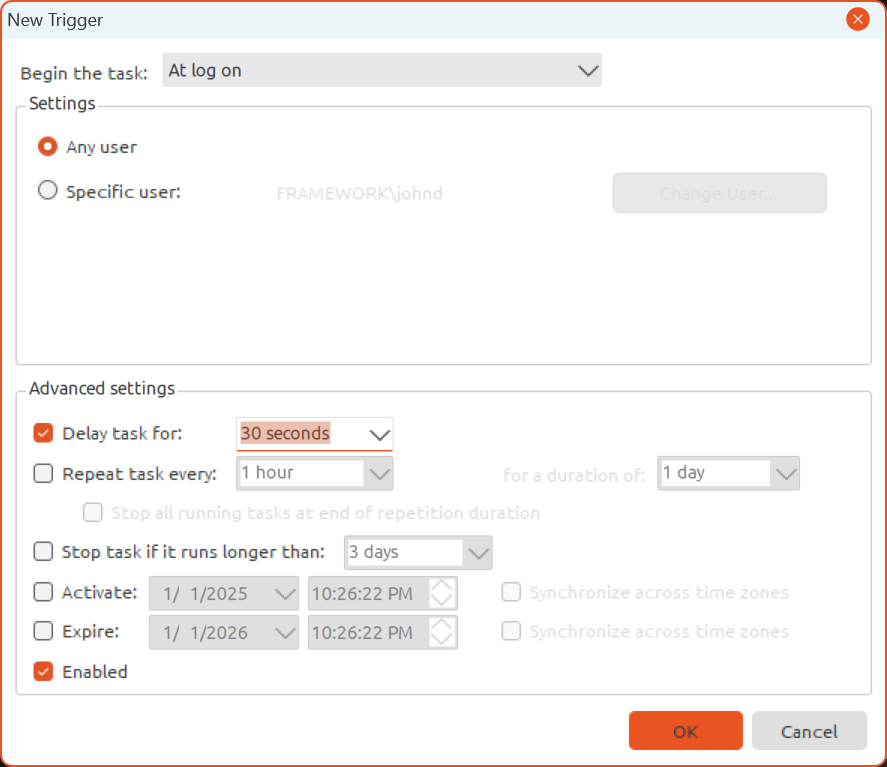 New Trigger
Begin the task: At log on
Settings
Any user
Specific user: FRAMEWORK\johnd Change User...
Advanced settings
Delay task for: 30 seconds
Repeat task every: 1 hour for a duration of: 1 day
Stop all running tasks at end of repetition duration
Stop task if it runs longer than: 3 days
Activate: 1/ 1/2025 10:26:22 PM Synchronize across time zones
Expire: 1/ 1/2026 10:26:22 PM Synchronize across time zones
Enabled
OK Cancel